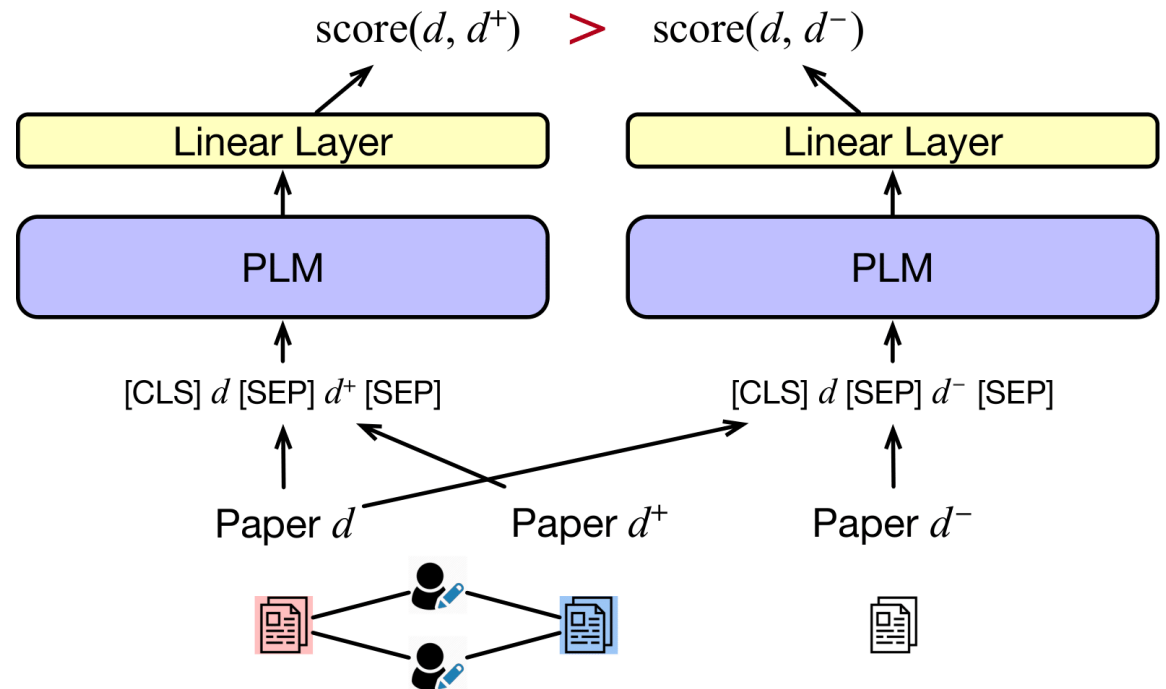 score(d, d⁺) > score(d, d⁻)
Linear Layer Linear Layer
PLM PLM
[CLS] d [SEP] d⁺ [SEP] [CLS] d [SEP] d⁻ [SEP]
Paper d Paper d⁺ Paper d⁻